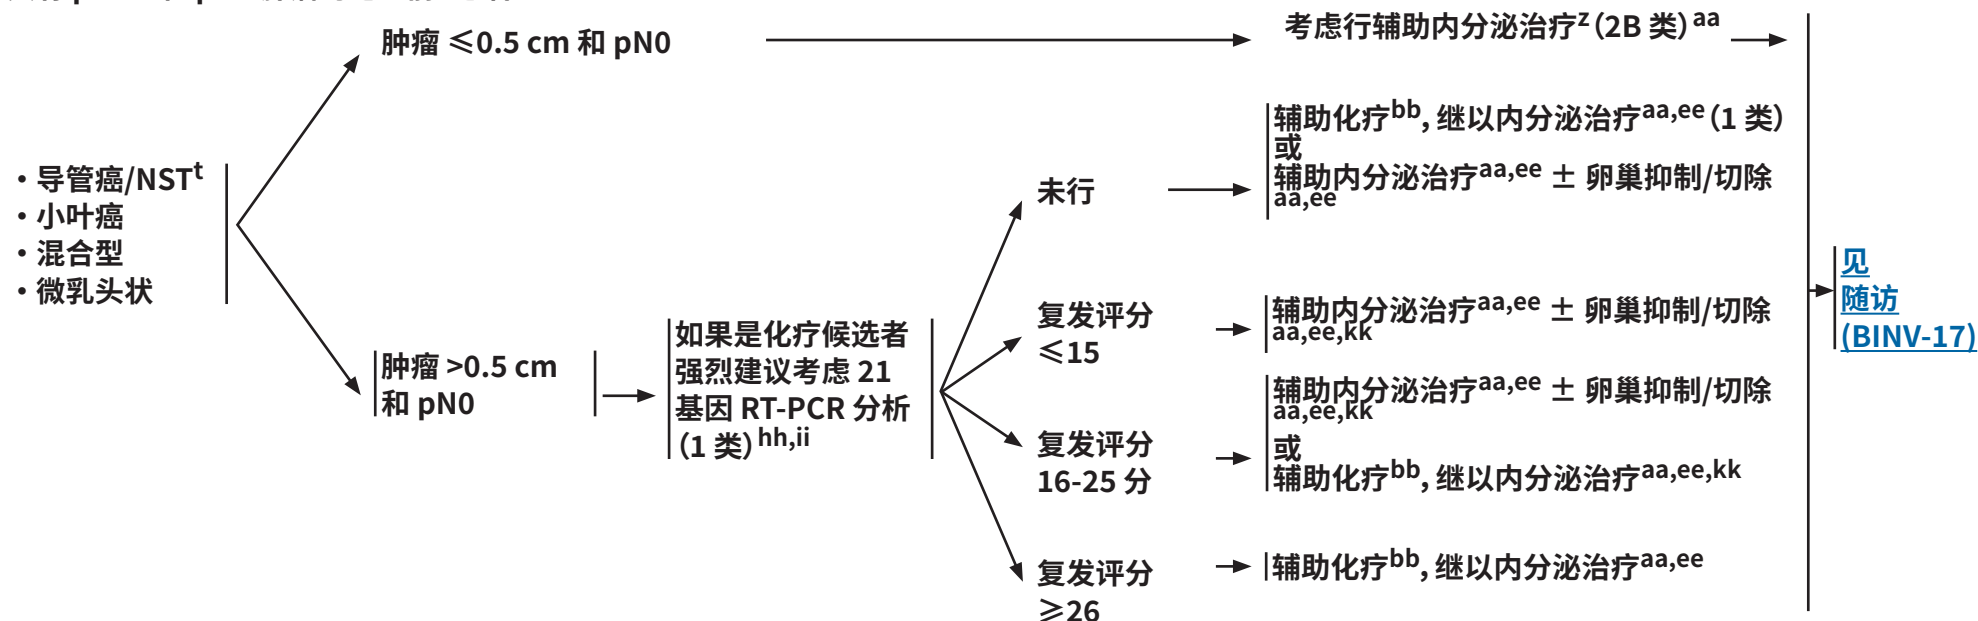 肿瘤 ≤0.5 cm 和 pN0
考虑行辅助内分泌治疗z (2B 类) aa
• 导管癌/NSTt
• 小叶癌
• 混合型
• 微乳头状
肿瘤 >0.5 cm
和 pN0
如果是化疗候选者
强烈建议考虑 21
基因 RT-PCR 分析
(1 类) hh,ii
未行
辅助化疗bb, 继以内分泌治疗aa,ee (1 类)
或
辅助内分泌治疗aa,ee ± 卵巢抑制/切除
aa,ee
复发评分
≤15
辅助内分泌治疗aa,ee ± 卵巢抑制/切除
aa,ee,kk
复发评分
16-25 分
辅助内分泌治疗aa,ee ± 卵巢抑制/切除
aa,ee,kk
或
辅助化疗bb, 继以内分泌治疗aa,ee,kk
复发评分
≥26
辅助化疗bb, 继以内分泌治疗aa,ee
见
随访
(BINV-17)